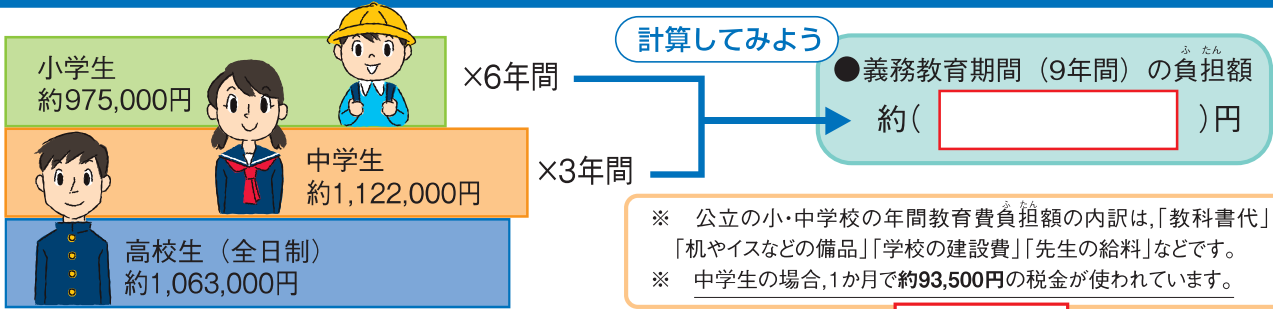 計算してみよう
小学生
約975,000円
×6年間
中学生
約1,122,000円
×3年間
高校生（全日制）
約1,063,000円
ふ たん
●義務教育期間（9年間）の負担額
約( )円
ふ たん
※ 公立の小・中学校の年間教育費負担額の内訳は,「教科書代」
「机やイスなどの備品」「学校の建設費」「先生の給料」などです。
※ 中学生の場合,1か月で約93,500円の税金が使われています。